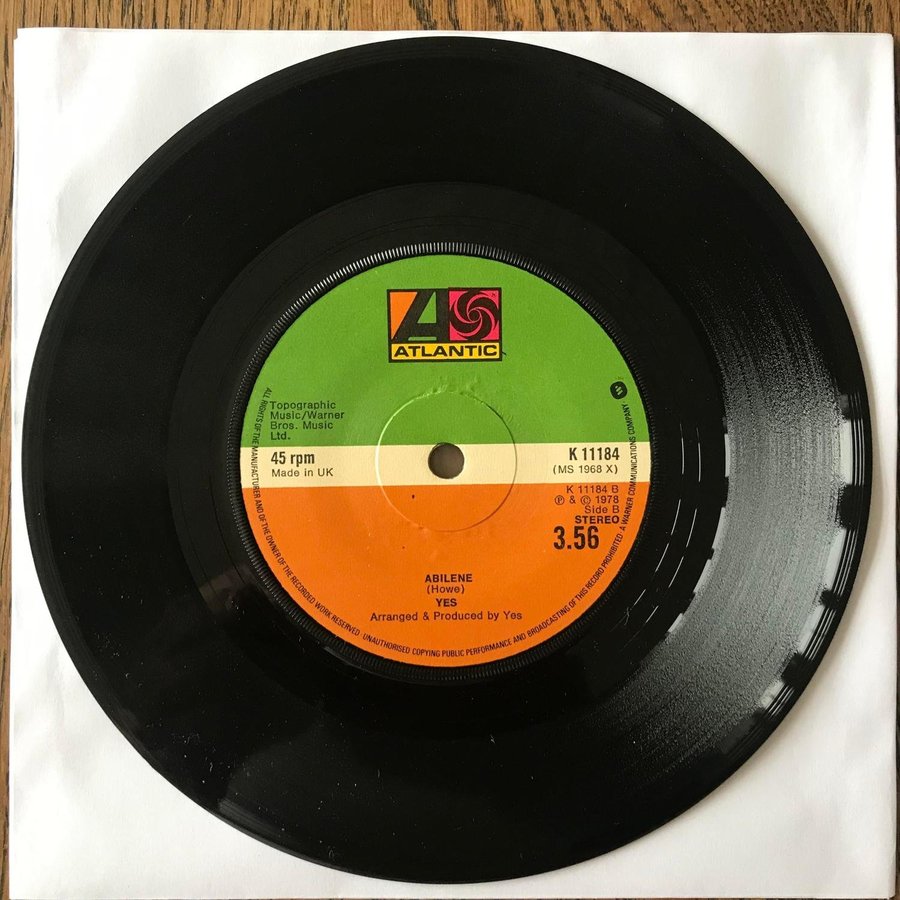 ATLANTIC
Topographic
Music/Warner
Bros. Music
Ltd.
45 rpm
Made in UK
K 11184
(MS 1968 X)
K 11184 B
℗ & © 1978
Side B
STEREO
3.56
ABILENE
(Howe)
YES
Arranged & Produced by Yes
ALL RIGHTS OF THE MANUFACTURER AND OF THE OWNER OF THE RECORDED WORK RESERVED UNAUTHORISED COPYING PUBLIC PERFORMANCE AND BROADCASTING OF THIS RECORD PROHIBITED A WARNER COMMUNICATIONS COMPANY